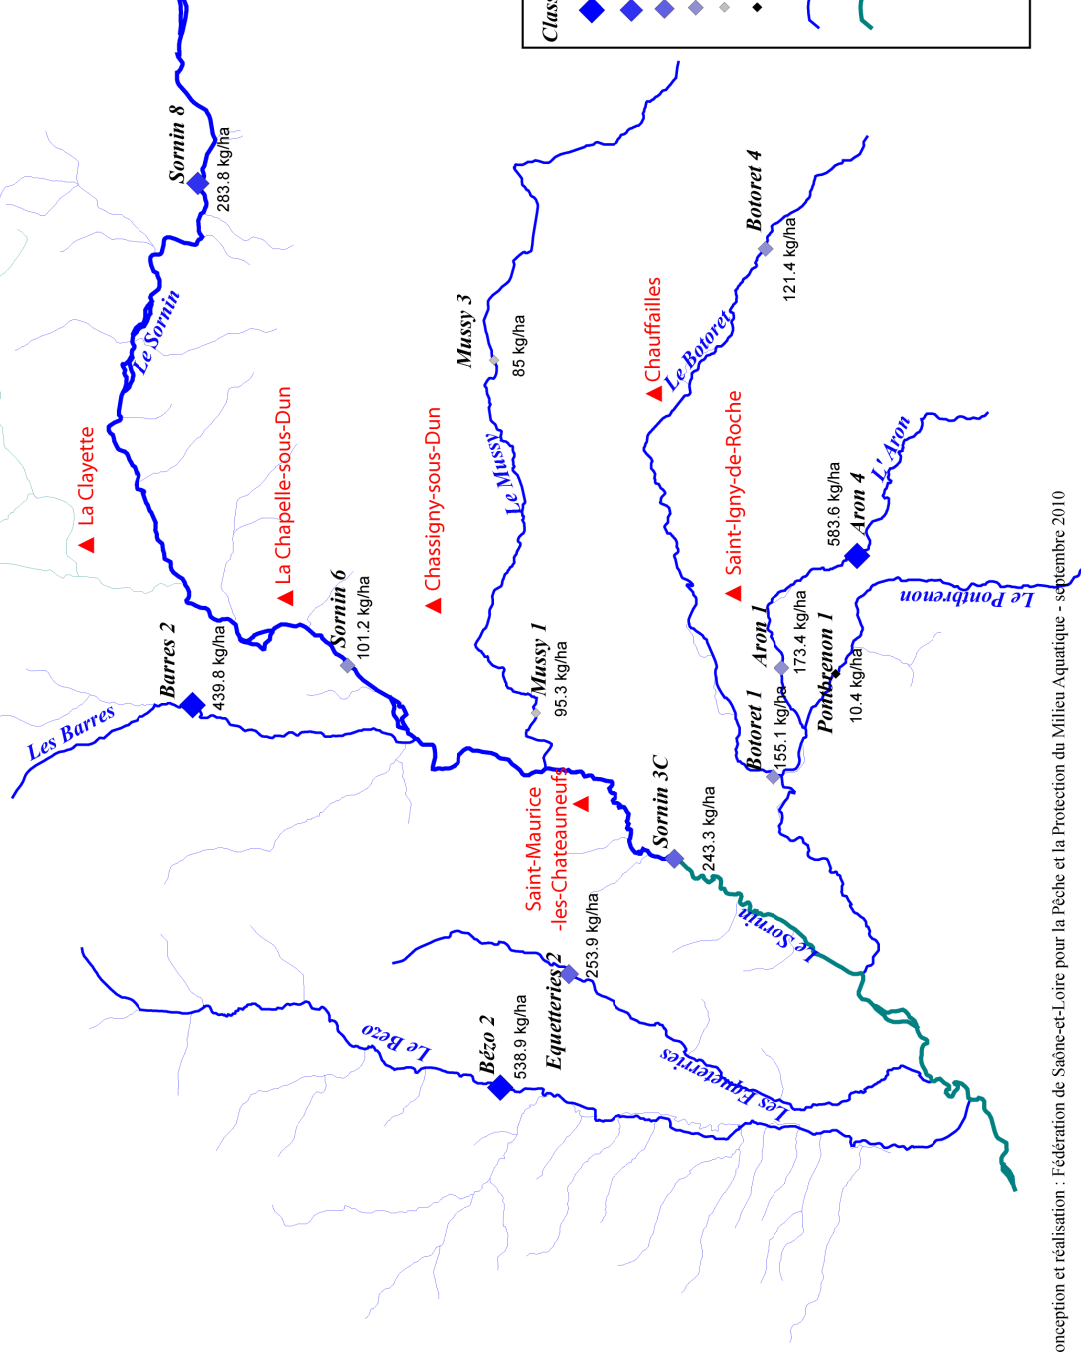 Class
Sornin 8
283.8 kg/ha
Le Sornin
La Clayette
La Chapelle-sous-Dun
Sornin 6
101.2 kg/ha
Barres 2
439.8 kg/ha
Les Barres
Chassigny-sous-Dun
Mussy 3
85 kg/ha
Le Mussy
Mussy 1
95.3 kg/ha
Botoret 4
121.4 kg/ha
Chauffailles
Le Botoret
Saint-Igny-de-Roche
L'Aron
583.6 kg/ha
Aron 4
Aron 1
173.4 kg/ha
Le Pontbrenon
Pontbrenon 1
10.4 kg/ha
Botoret 1
155.1 kg/ha
Saint-Maurice
-les-Chateauneufs
Sornin 3C
243.3 kg/ha
Le Sornin
Equetteries 2
253.9 kg/ha
Les Equeterries
Bézo 2
538.9 kg/ha
Le Bezo
onception et réalisation : Fédération de Saône-et-Loire pour la Pêche et la Protection du Milieu Aquatique - septembre 2010